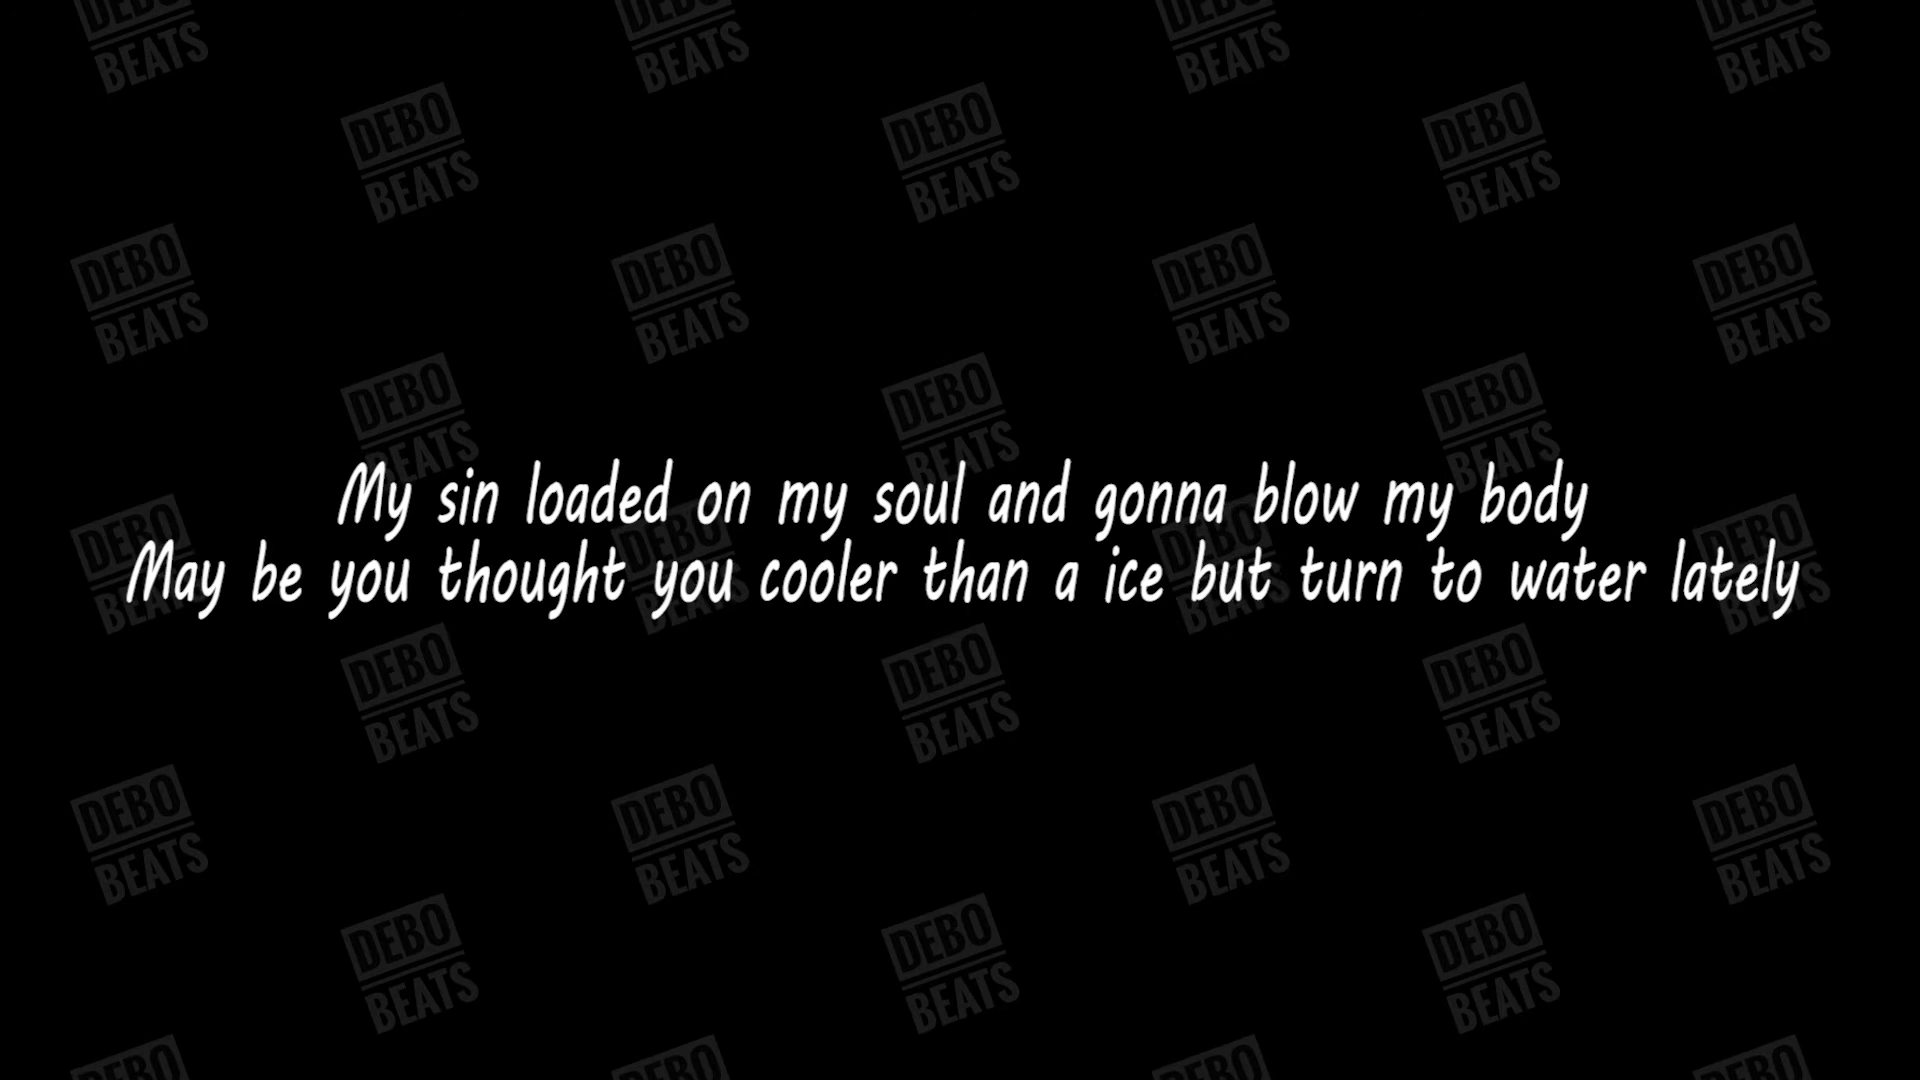 DEBO BEATS
My sin loaded on my soul and gonna blow my body
May be you thought you cooler than a ice but turn to water lately